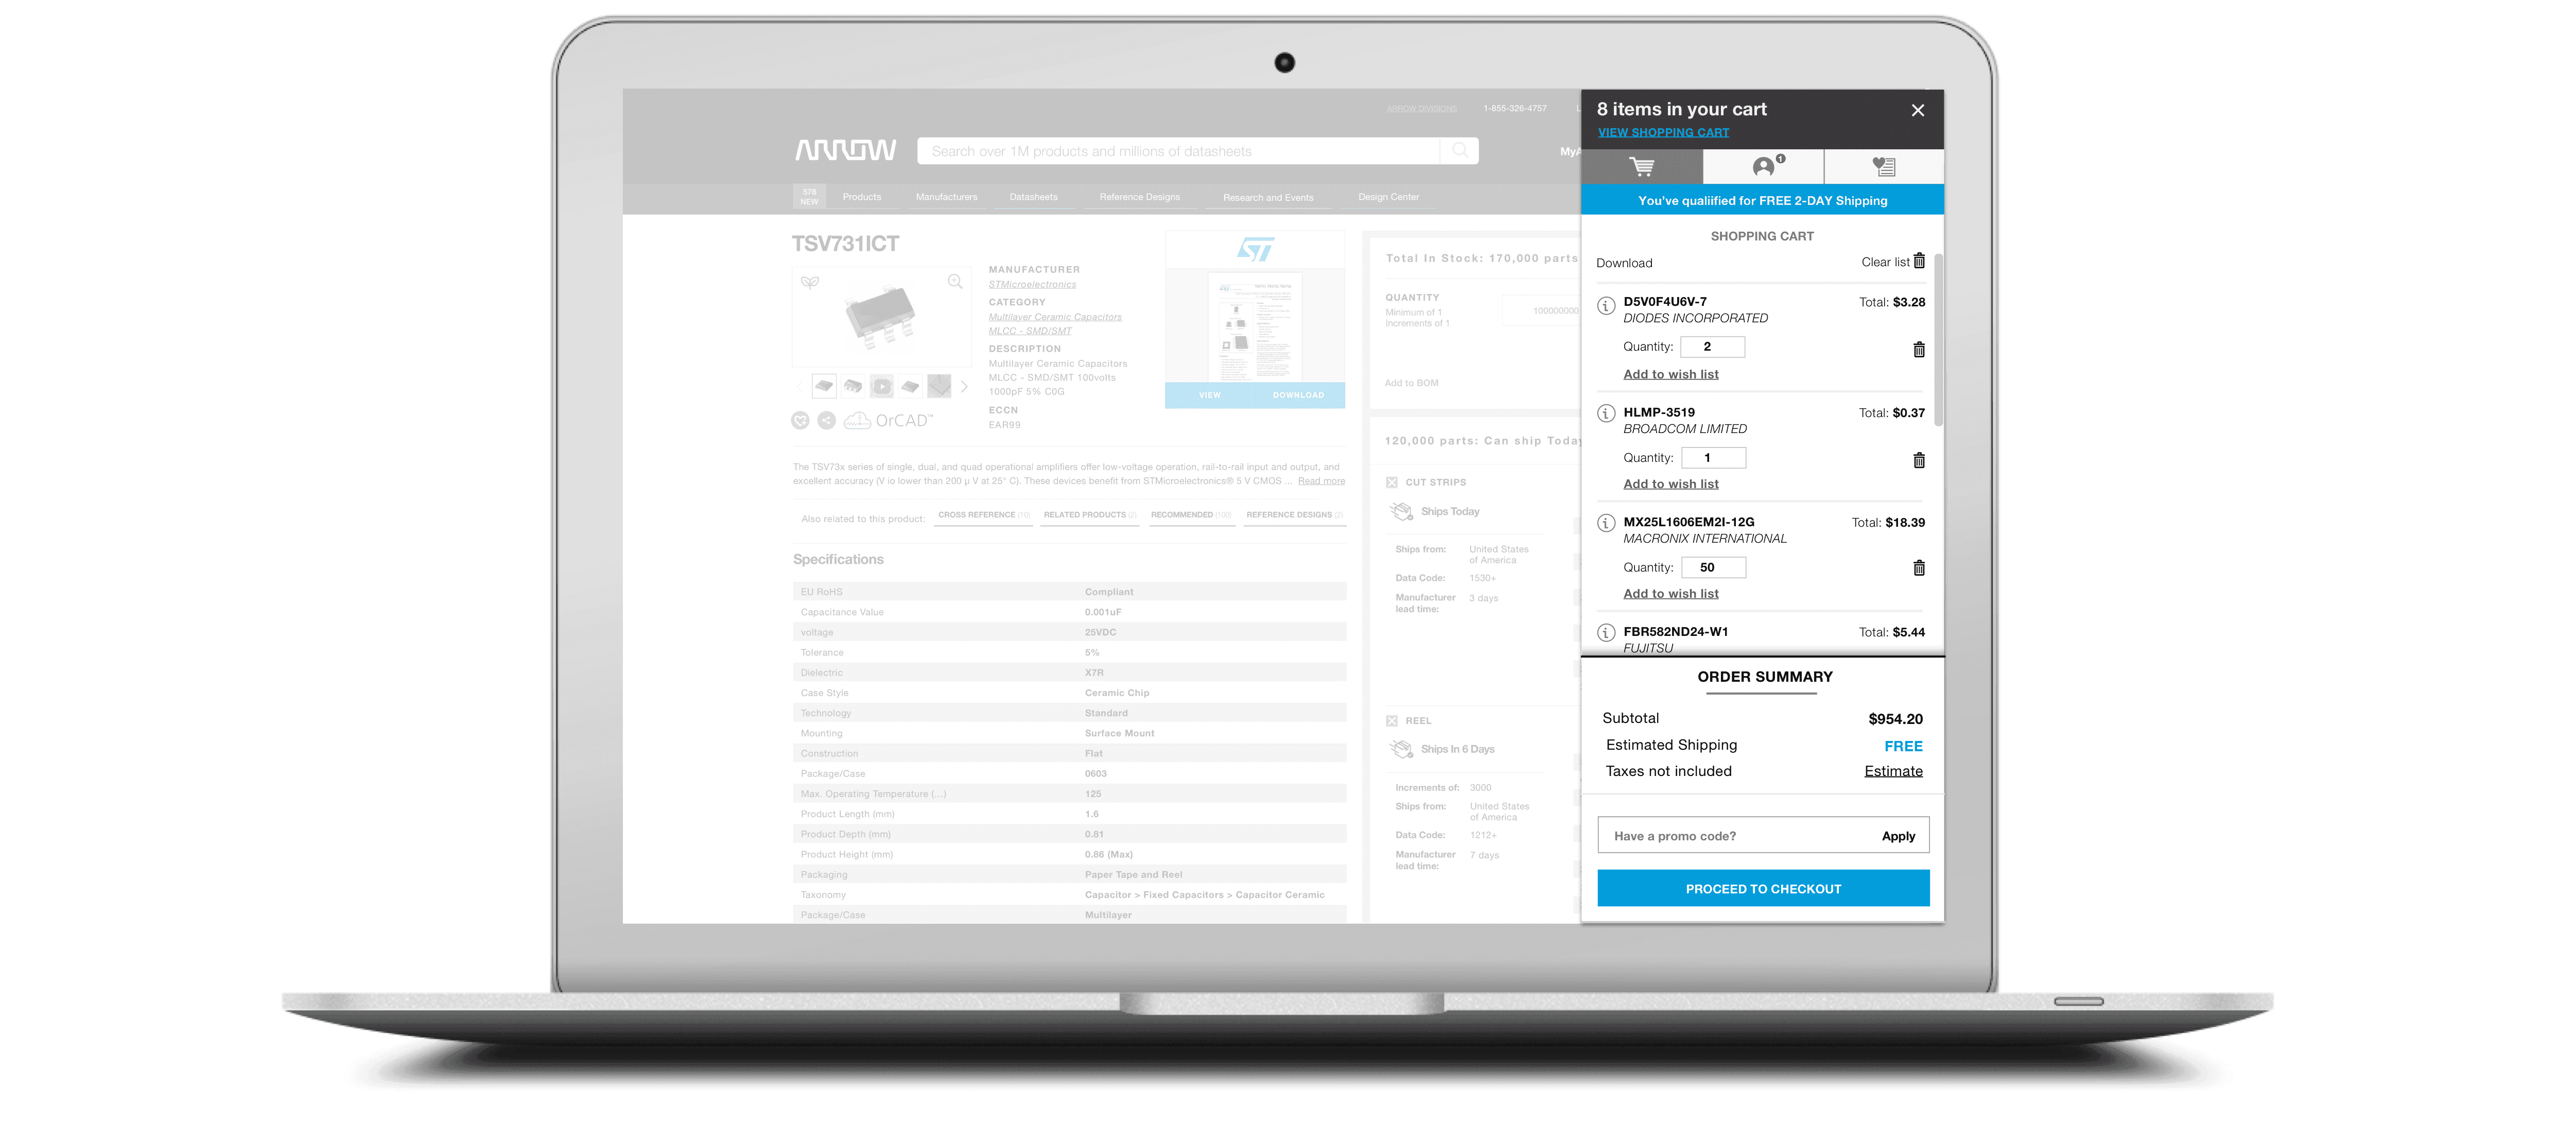 ARROW DIVISIONS
1-855-326-4757
ARROW
Search over 1M products and millions of datasheets
578
NEW
Products
Manufacturers
Datasheets
Reference Designs
Research and Events
Design Center
TSV731ICT
MANUFACTURER
STMicroelectronics
CATEGORY
Multilayer Ceramic Capacitors
MLCC - SMD/SMT
DESCRIPTION
Multilayer Ceramic Capacitors
MLCC - SMD/SMT 100volts
1000pF 5% C0G
ECCN
EAR99
OrCAD™
ST
VIEW
DOWNLOAD
The TSV73x series of single, dual, and quad operational amplifiers offer low-voltage operation, rail-to-rail input and output, and
excellent accuracy (V io lower than 200 µ V at 25° C). These devices benefit from STMicroelectronics® 5 V CMOS ... Read more
Also related to this product:
CROSS REFERENCE (10)
RELATED PRODUCTS (2)
RECOMMENDED (100)
REFERENCE DESIGNS (2)
Specifications
EU RoHS Compliant
Capacitance Value 0.001uF
voltage 25VDC
Tolerance 5%
Dielectric X7R
Case Style Ceramic Chip
Technology Standard
Mounting Surface Mount
Construction Flat
Package/Case 0603
Max. Operating Temperature (...) 125
Product Length (mm) 1.6
Product Depth (mm) 0.81
Product Height (mm) 0.86 (Max)
Packaging Paper Tape and Reel
Taxonomy Capacitor > Fixed Capacitors > Capacitor Ceramic
Package/Case Multilayer
Total In Stock: 170,000 parts
QUANTITY
Minimum of 1
Increments of 1
100000000
Add to BOM
120,000 parts: Can ship Today
CUT STRIPS
Ships Today
Ships from: United States
of America
Data Code: 1530+
Manufacturer 3 days
lead time:
REEL
Ships In 6 Days
Increments of: 3000
Ships from: United States
of America
Data Code: 1212+
Manufacturer 7 days
lead time:
8 items in your cart
VIEW SHOPPING CART
1
You've qualiified for FREE 2-DAY Shipping
SHOPPING CART
Download
Clear list
D5V0F4U6V-7 Total: $3.28
DIODES INCORPORATED
Quantity: 2
Add to wish list
HLMP-3519 Total: $0.37
BROADCOM LIMITED
Quantity: 1
Add to wish list
MX25L1606EM2I-12G Total: $18.39
MACRONIX INTERNATIONAL
Quantity: 50
Add to wish list
FBR582ND24-W1 Total: $5.44
FUJITSU
ORDER SUMMARY
Subtotal $954.20
Estimated Shipping FREE
Taxes not included Estimate
Have a promo code? Apply
PROCEED TO CHECKOUT